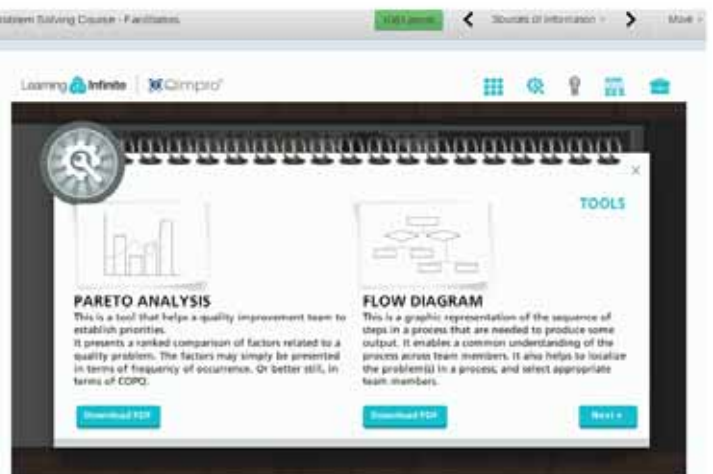 Problem Solving Course - Facilitators
Sources of Information
Move
Learning Infinite
Qimpro
TOOLS
PARETO ANALYSIS
This is a tool that helps a quality improvement team to
establish priorities.
It presents a ranked comparison of factors related to a
quality problem. The factors may simply be presented
in terms of frequency of occurrence. Or better still, in
terms of COPQ.
Download PDF
FLOW DIAGRAM
This is a graphic representation of the sequence of
steps in a process that are needed to produce some
output. It enables a common understanding of the
process across team members. It also helps to localize
the problem(s) in a process, and select appropriate
team members.
Download PDF
Next »